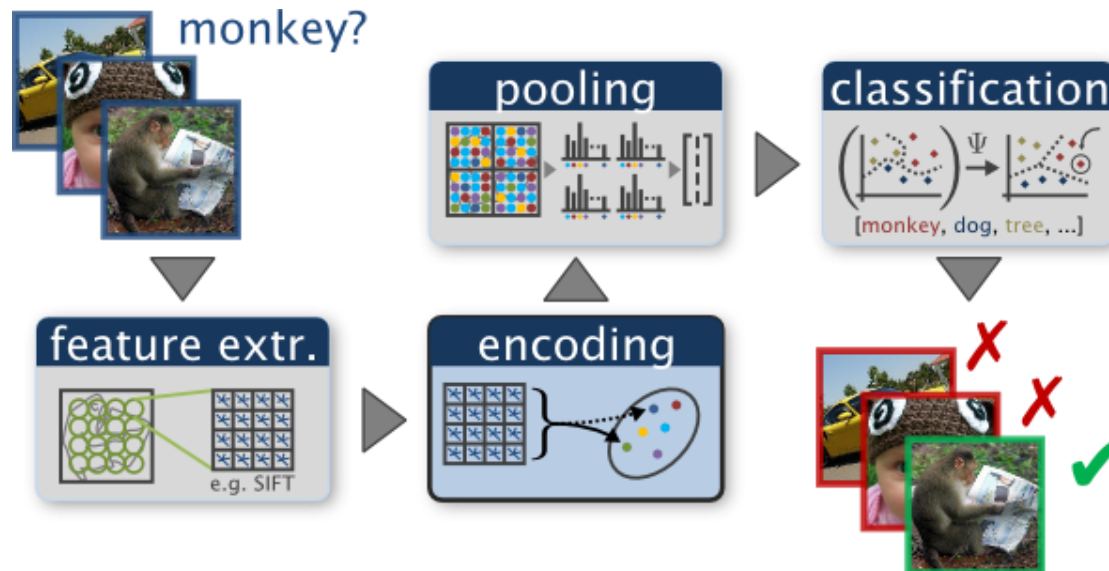 monkey?
feature extr.
e.g. SIFT
encoding
pooling
classification
Ψ
[monkey, dog, tree, ...]